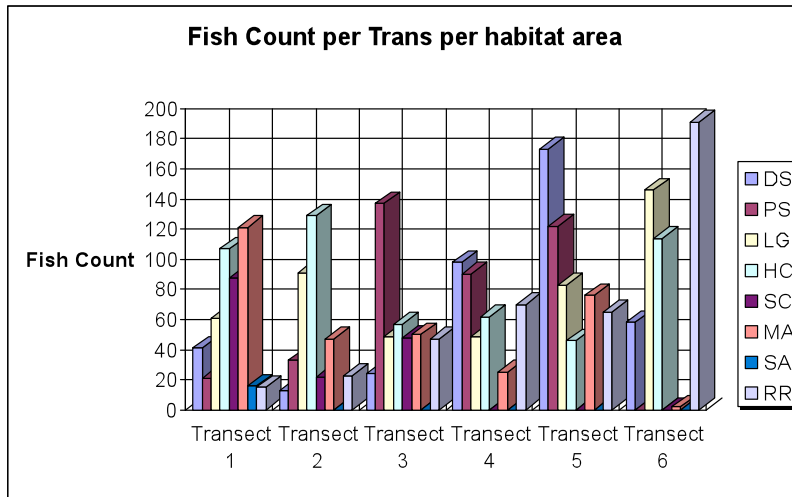 Fish Count per Trans per habitat area
200
180
160
140
120
100
80
60
40
20
0
Fish Count
Transect 1
Transect 2
Transect 3
Transect 4
Transect 5
Transect 6
DS
PS
LG
HC
SC
MA
SA
RR